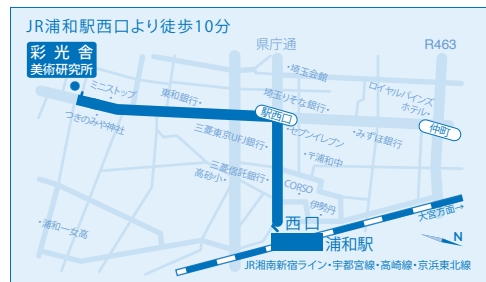 JR浦和駅西口より徒歩10分
県庁通
R463
彩光舎
美術研究所
・埼玉会館
ミニストップ
東和銀行・
埼玉りそな銀行・
ロイヤルパインズ
ホテル・
駅西口
仲町
つきのみや神社
三菱東京UFJ銀行・
・セブンイレブン
・みずほ銀行
・〒浦和中
三菱信託銀行・
高砂小・
CORSO
伊勢丹
・浦和一女高
西口
大宮方面→
浦和駅
N
JR湘南新宿ライン・宇都宮線・高崎線・京浜東北線